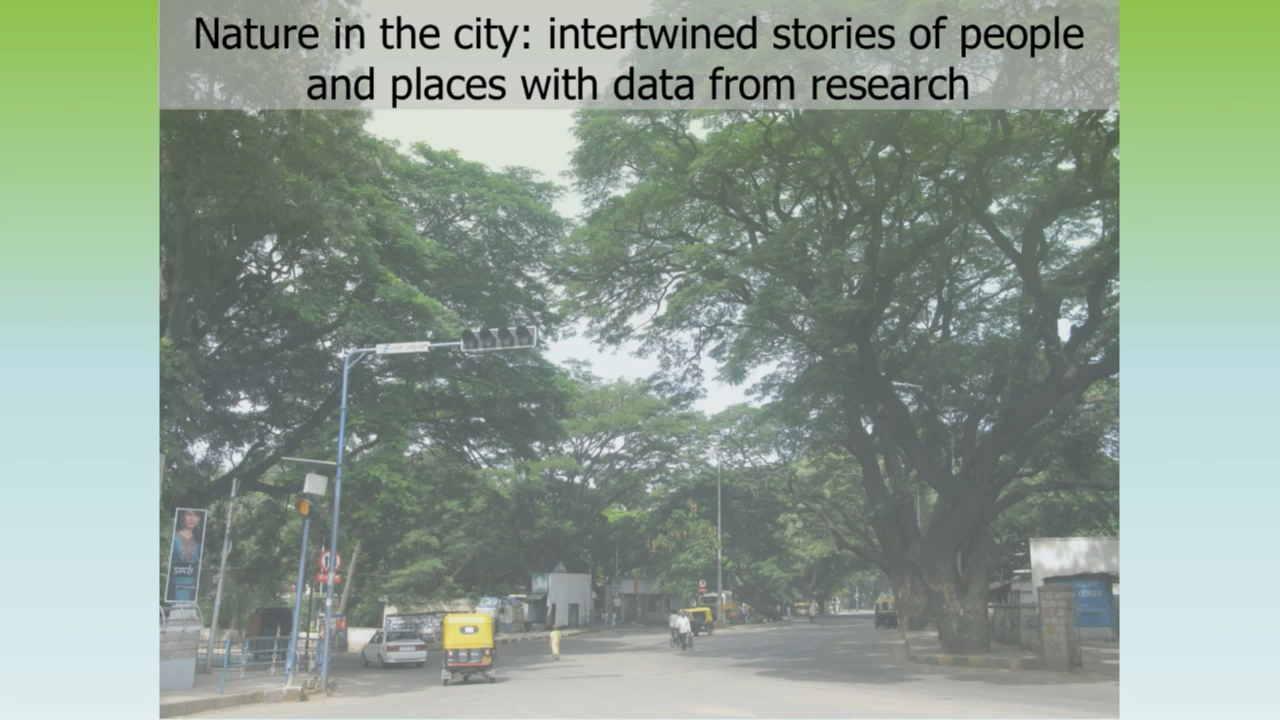 Nature in the city: intertwined stories of people
and places with data from research